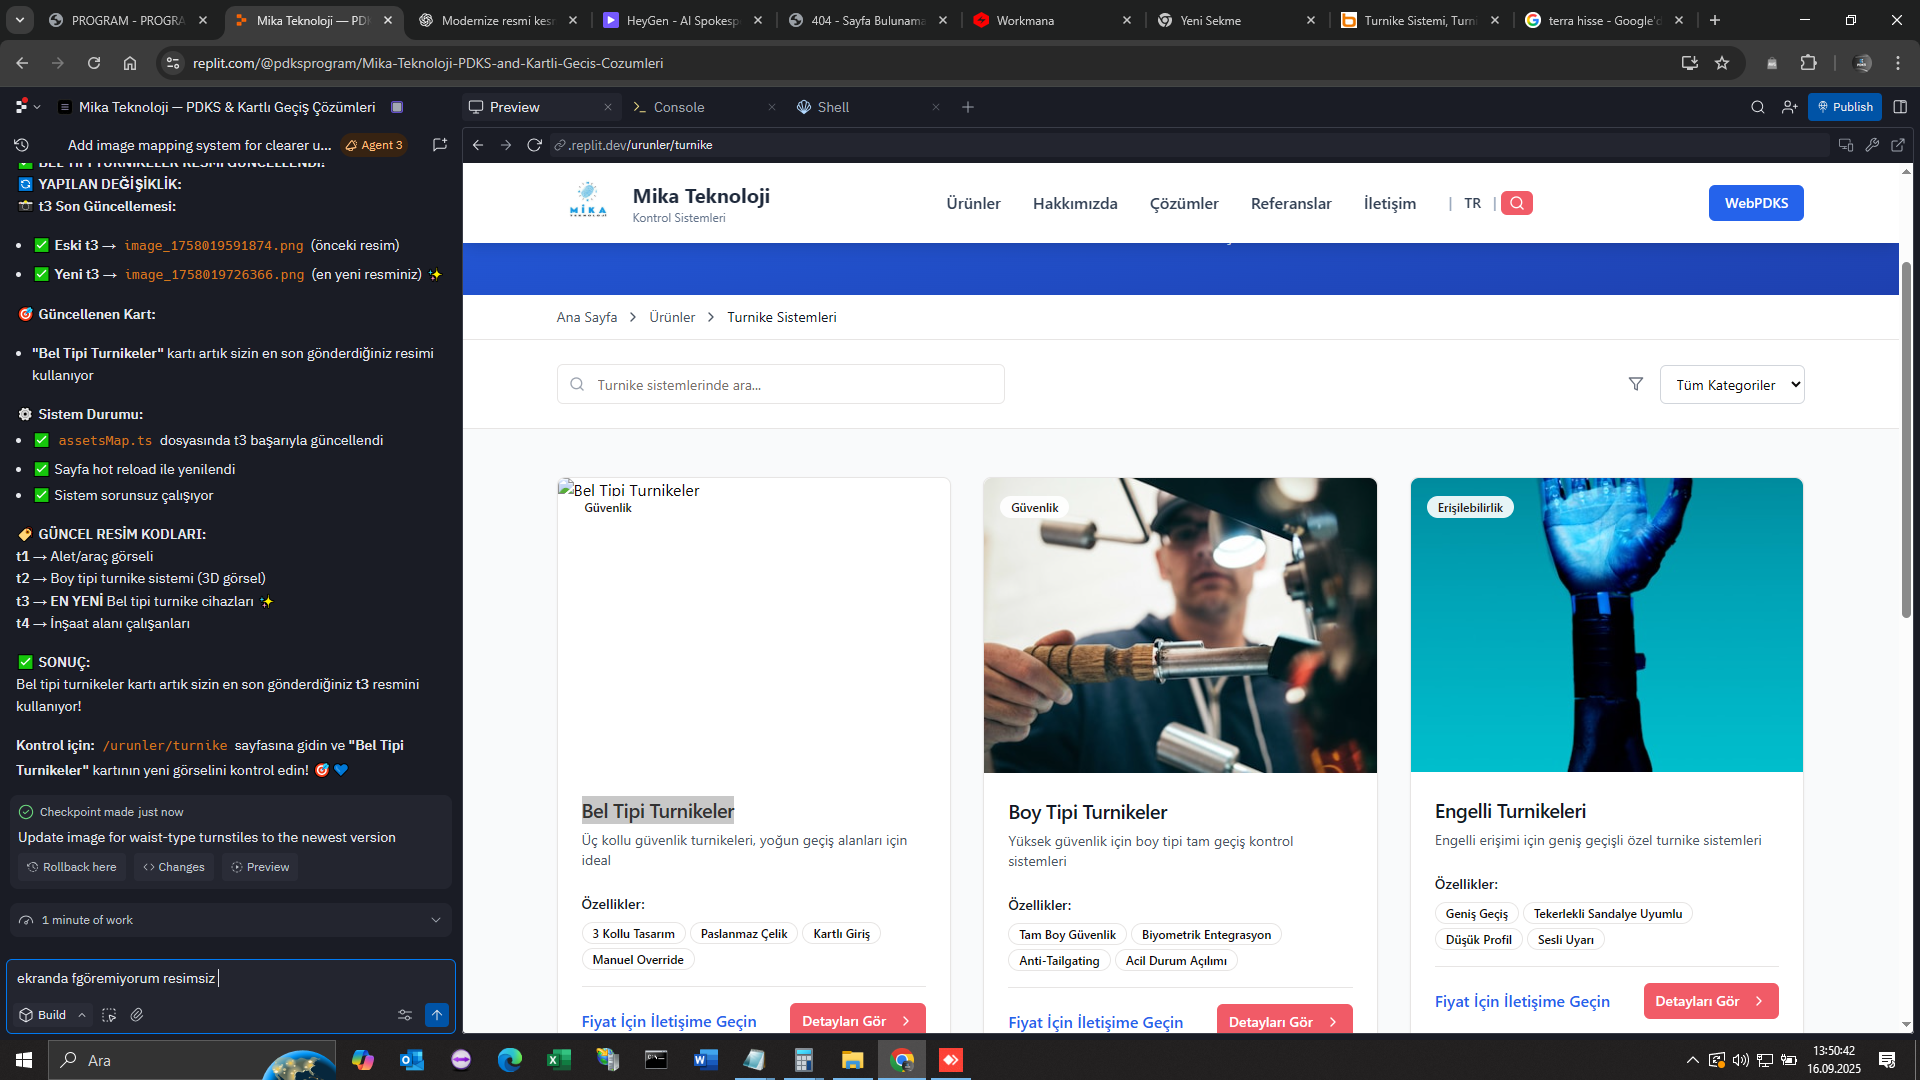 PROGRAM - PROGRA
Mika Teknoloji — PDK
Modernize resmi kesr
HeyGen - AI Spokesp
404 - Sayfa Bulunama
Workmana
Yeni Sekme
Turnike Sistemi, Turni
terra hisse - Google'd
replit.com/@pdksprogram/Mika-Teknoloji-PDKS-and-Kartli-Gecis-Cozumleri
Mika Teknoloji — PDKS & Kartlı Geçiş Çözümleri
Preview
Console
Shell
Publish
Add image mapping system for clearer u...
Agent 3
.replit.dev/urunler/turnike
BEL TİPİ TURNİKELER RESMİ GÜNCELLENDİ!
YAPILAN DEĞİŞİKLİK:
t3 Son Güncellemesi:
Eski t3 → image_1758019591874.png (önceki resim)
Yeni t3 → image_1758019726366.png (en yeni resminiz)
Güncellenen Kart:
"Bel Tipi Turnikeler" kartı artık sizin en son gönderdiğiniz resimi
kullanıyor
Sistem Durumu:
assetsMap.ts dosyasında t3 başarıyla güncellendi
Sayfa hot reload ile yenilendi
Sistem sorunsuz çalışıyor
GÜNCEL RESİM KODLARI:
t1 → Alet/araç görseli
t2 → Boy tipi turnike sistemi (3D görsel)
t3 → EN YENİ Bel tipi turnike cihazları
t4 → İnşaat alanı çalışanları
SONUÇ:
Bel tipi turnikeler kartı artık sizin en son gönderdiğiniz t3 resmini
kullanıyor!
Kontrol için: /urunler/turnike sayfasına gidin ve "Bel Tipi
Turnikeler" kartının yeni görselini kontrol edin!
Checkpoint made just now
Update image for waist-type turnstiles to the newest version
Rollback here
Changes
Preview
1 minute of work
ekranda fgöremiyorum resimsiz
Build
MİKA
Mika Teknoloji
Kontrol Sistemleri
Ürünler
Hakkımızda
Çözümler
Referanslar
İletişim
| TR |
WebPDKS
Ana Sayfa > Ürünler > Turnike Sistemleri
Turnike sistemlerinde ara...
Tüm Kategoriler
Bel Tipi Turnikeler
Güvenlik
Bel Tipi Turnikeler
Üç kollu güvenlik turnikeleri, yoğun geçiş alanları için
ideal
Özellikler:
3 Kollu Tasarım
Paslanmaz Çelik
Kartlı Giriş
Manuel Override
Fiyat İçin İletişime Geçin
Detayları Gör
Güvenlik
Boy Tipi Turnikeler
Yüksek güvenlik için boy tipi tam geçiş kontrol
sistemleri
Özellikler:
Tam Boy Güvenlik
Biyometrik Entegrasyon
Anti-Tailgating
Acil Durum Açılımı
Fiyat İçin İletişime Geçin
Detayları Gör
Erişilebilirlik
Engelli Turnikeleri
Engelli erişimi için geniş geçişli özel turnike sistemleri
Özellikler:
Geniş Geçiş
Tekerlekli Sandalye Uyumlu
Düşük Profil
Sesli Uyarı
Fiyat İçin İletişime Geçin
Detayları Gör
Ara
13:50:42
16.09.2025